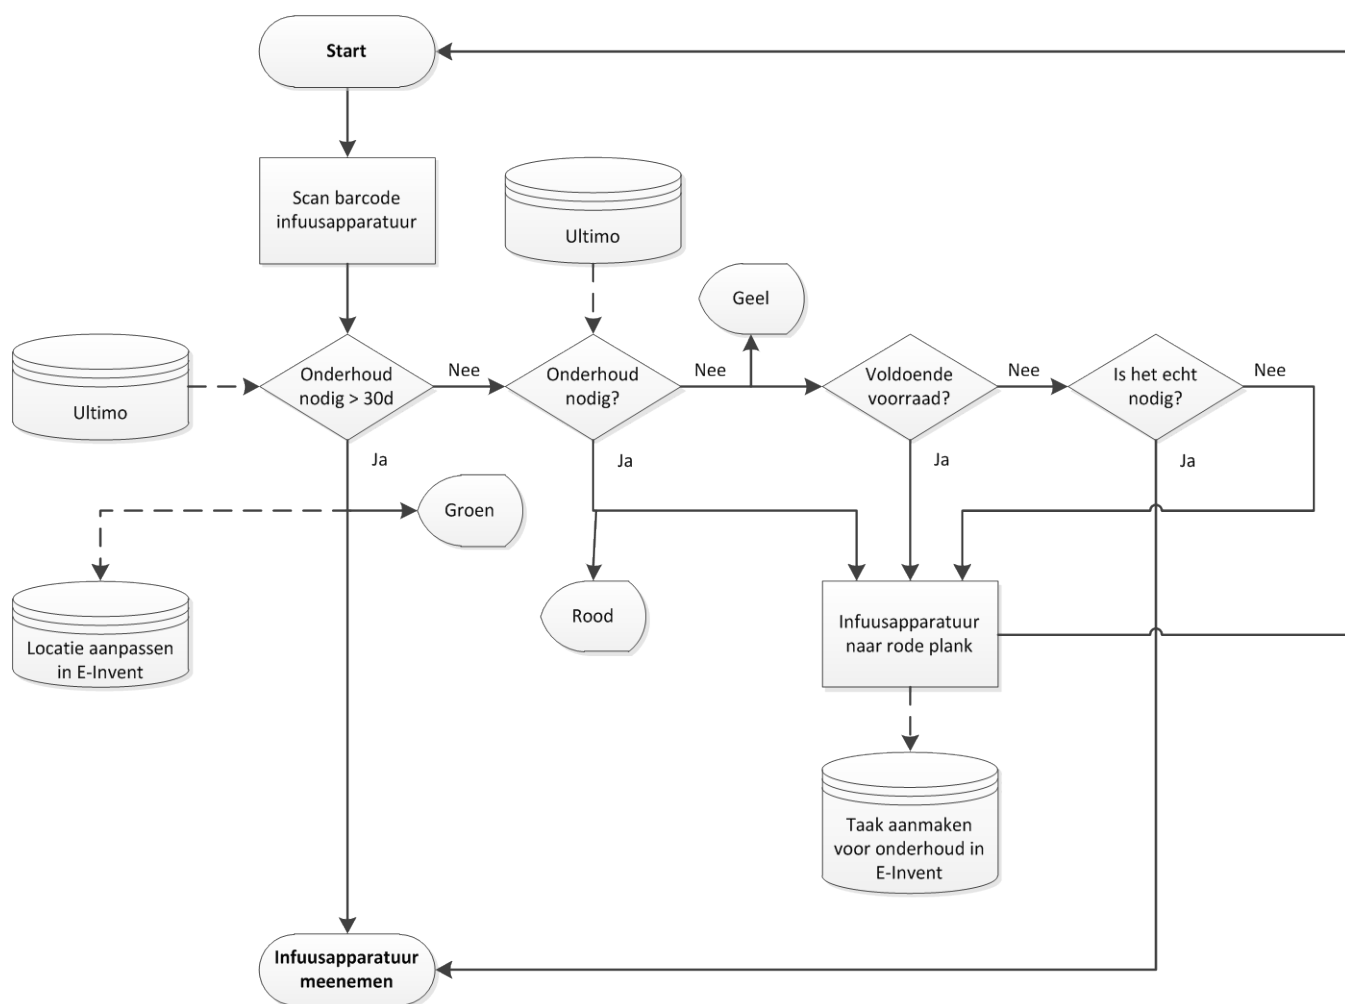 Start
Scan barcode
infuusapparatuur
Ultimo
Geel
Ultimo
Onderhoud
nodig > 30d
Nee
Onderhoud
nodig?
Nee
Voldoende
voorraad?
Nee
Is het echt
nodig?
Nee
Ja
Ja
Ja
Ja
Groen
Locatie aanpassen
in E-Invent
Rood
Infuusapparatuur
naar rode plank
Taak aanmaken
voor onderhoud in
E-Invent
Infuusapparatuur
meenemen